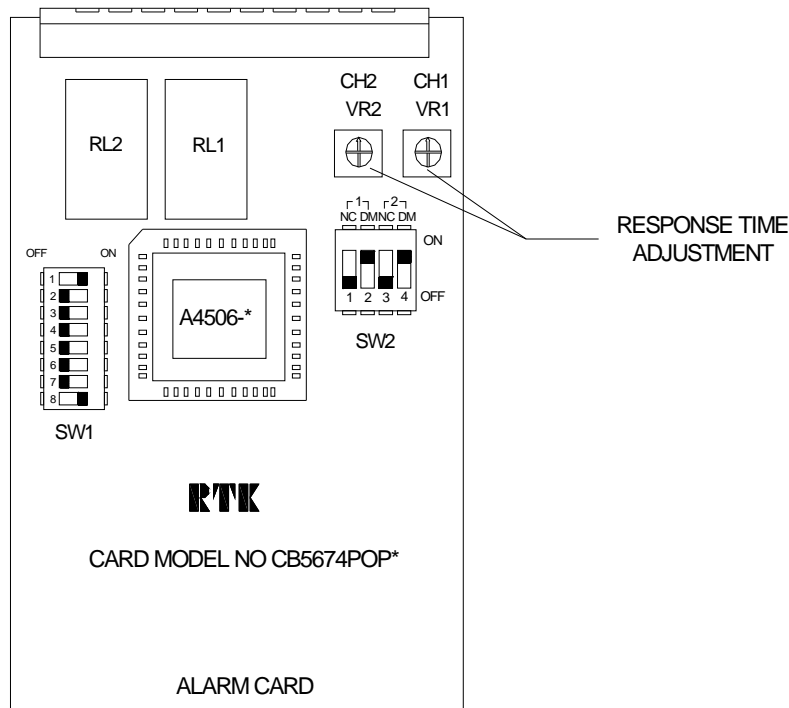 CH2 CH1
VR2 VR1
RL2 RL1
RESPONSE TIME
ADJUSTMENT
1 2
NC DM NC DM
ON
1 2 3 4
OFF
SW2
OFF ON
1
2
3
4
5
6
7
8
SW1
A4506-*
RTK
CARD MODEL NO CB5674POP*
ALARM CARD